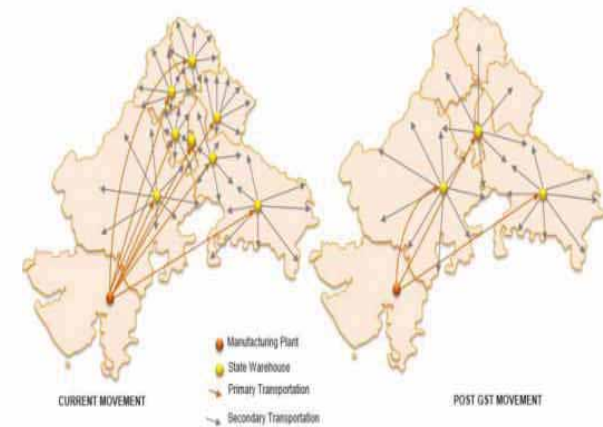 Manufacturing Plant
State Warehouse
Primary Transportation
Secondary Transportation
CURRENT MOVEMENT
POST GST MOVEMENT